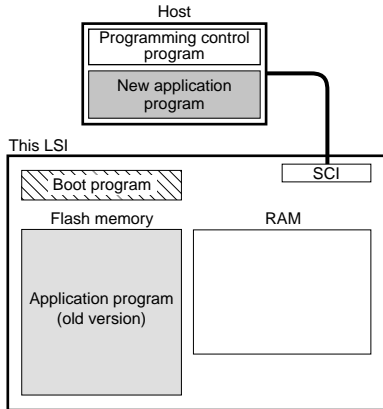 Host
Programming control
program
New application
program
This LSI
SCI
Boot program
Flash memory
RAM
Application program
(old version)